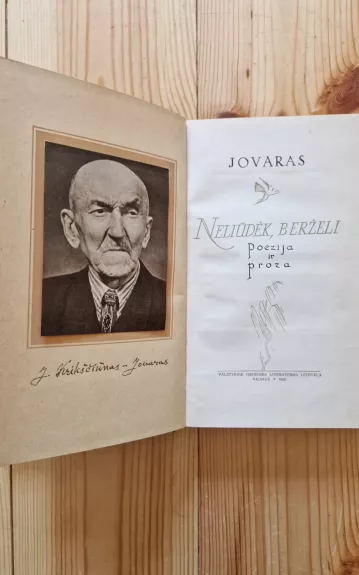 J. Krikščiūnas – Jovaras
JOVARAS
NELIŪDĖK, BERŽELI
poezija
ir
proza
VALSTYBINĖ GROŽINĖS LITERATŪROS LEIDYKLA
VILNIUS